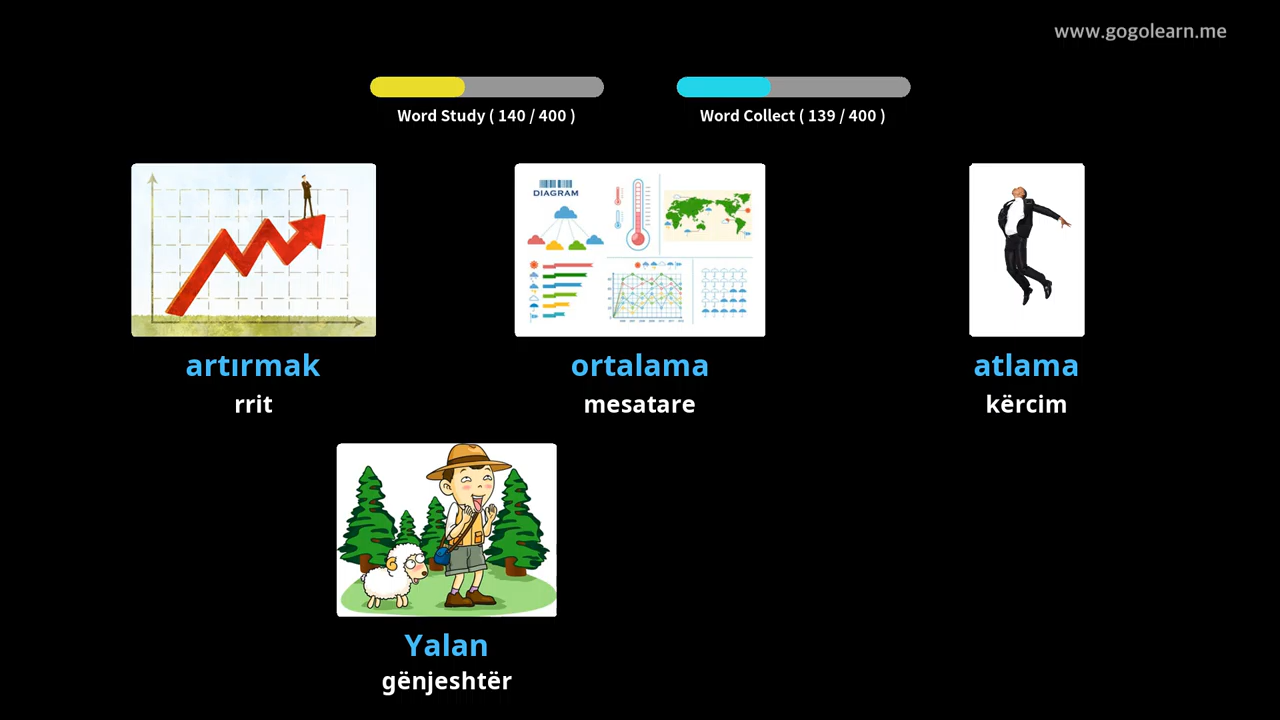 www.gogolearn.me
Word Study ( 140 / 400 )
Word Collect ( 139 / 400 )
DIAGRAM
artırmak
rrit
ortalama
mesatare
atlama
kërcim
Yalan
gënjeshtër